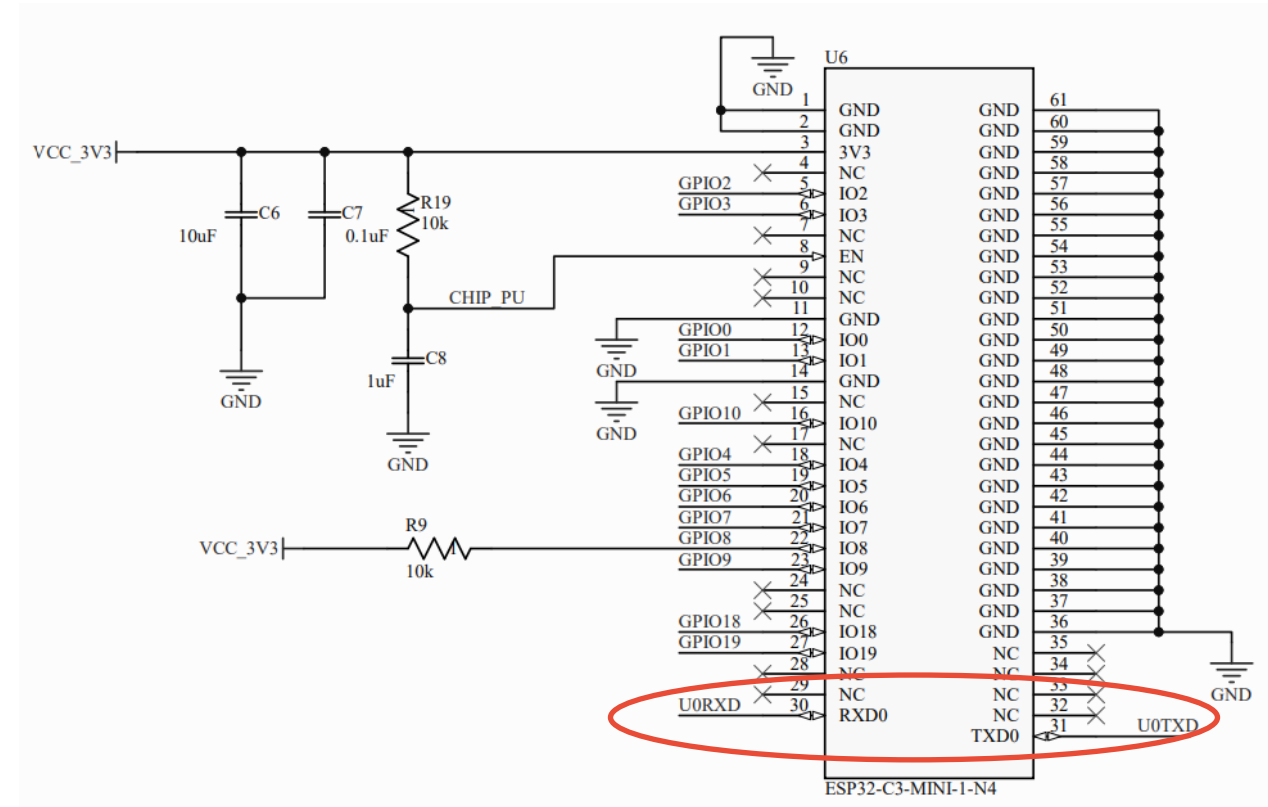 U6
GND
1 GND GND 61
2 GND GND 60
VCC_3V3 3 3V3 GND 59
4 NC GND 58
GPIO2 5 IO2 GND 57
R19
GPIO3 6 IO3 GND 56
C6 C7
10k
10uF 0.1uF 7 NC GND 55
8 EN GND 54
9 NC GND 53
CHIP_PU 10 NC GND 52
11 GND GND 51
GPIO0 12 IO0 GND 50
C8 GPIO1 13 IO1 GND 49
GND
1uF 14 GND GND 48
GND 15 NC GND 47
GPIO10 16 IO10 GND 46
GND
17 NC GND 45
GND GPIO4 18 IO4 GND 44
GPIO5 19 IO5 GND 43
GPIO6 20 IO6 GND 42
R9 GPIO7 21 IO7 GND 41
VCC_3V3 GPIO8 22 IO8 GND 40
10k GPIO9 23 IO9 GND 39
24 NC GND 38
25 NC GND 37
GPIO18 26 IO18 GND 36
GPIO19 27 IO19 NC 35
28 NC NC 34
29 NC NC 33
GND
U0RXD 30 RXD0 NC 32
TXD0 31 U0TXD
ESP32-C3-MINI-1-N4